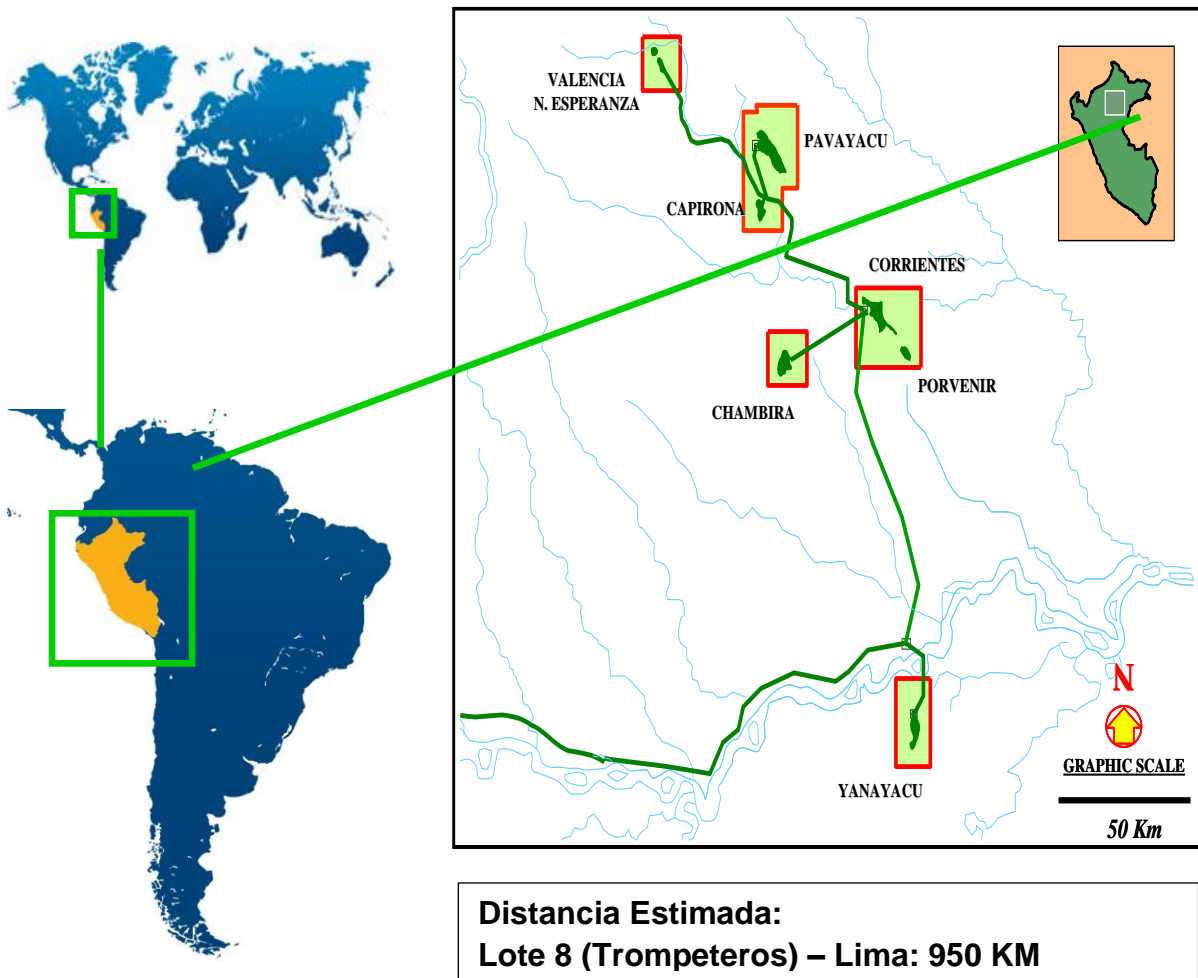 VALENCIA
N. ESPERANZA
PAVAYACU
CAPIRONA
CORRIENTES
CHAMBIRA
PORVENIR
YANAYACU
N
GRAPHIC SCALE
50 Km
Distancia Estimada:
Lote 8 (Trompeteros) – Lima: 950 KM